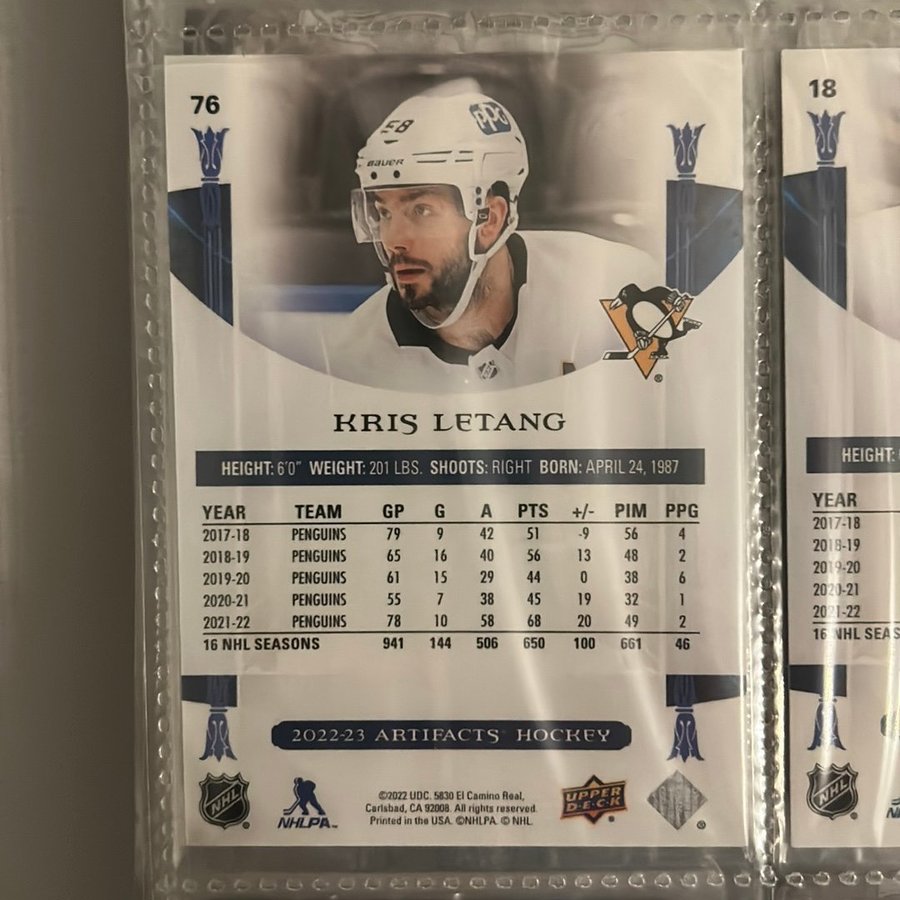 76
58
BAUER
PPG
KRIS LETANG
HEIGHT: 6'0" WEIGHT: 201 LBS. SHOOTS: RIGHT BORN: APRIL 24, 1987
YEAR TEAM GP G A PTS +/- PIM PPG
2017-18 PENGUINS 79 9 42 51 -9 56 4
2018-19 PENGUINS 65 16 40 56 13 48 2
2019-20 PENGUINS 61 15 29 44 0 38 6
2020-21 PENGUINS 55 7 38 45 19 32 1
2021-22 PENGUINS 78 10 58 68 20 49 2
16 NHL SEASONS 941 144 506 650 100 661 46
2022-23 ARTIFACTS HOCKEY
NHL
NHLPA™
©2022 UDC. 5830 El Camino Real,
Carlsbad, CA 92008. All rights reserved.
Printed in the USA. ©NHLPA. © NHL.
UPPER
D·E·C·K
18
HEIGHT:
YEAR
2017-18
2018-19
2019-20
2020-21
2021-22
16 NHL SEAS
NHL